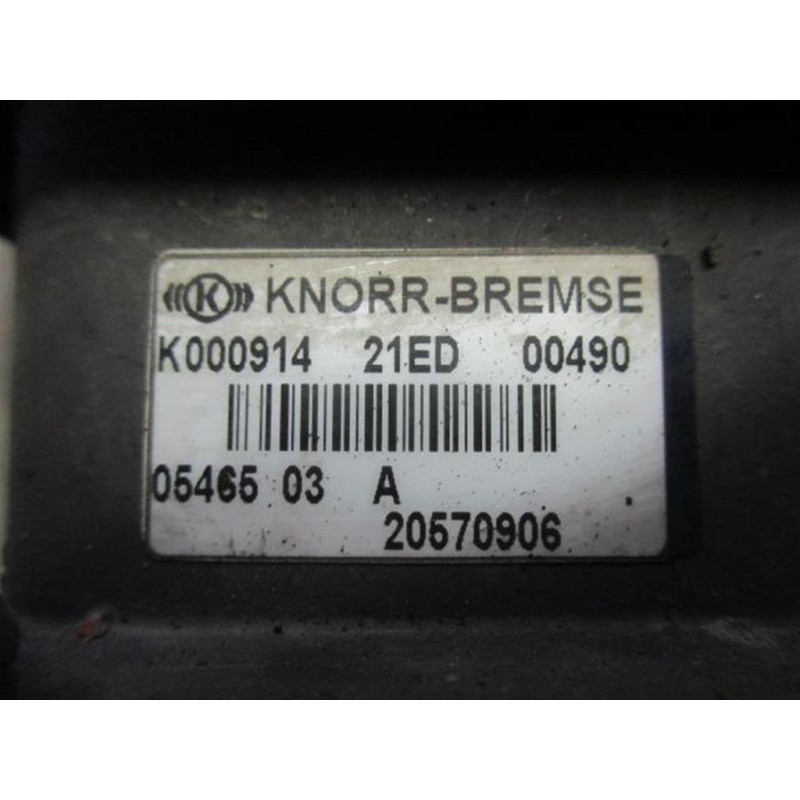 K KNORR-BREMSE
K000914 21ED 00490
05465 03 A
20570906